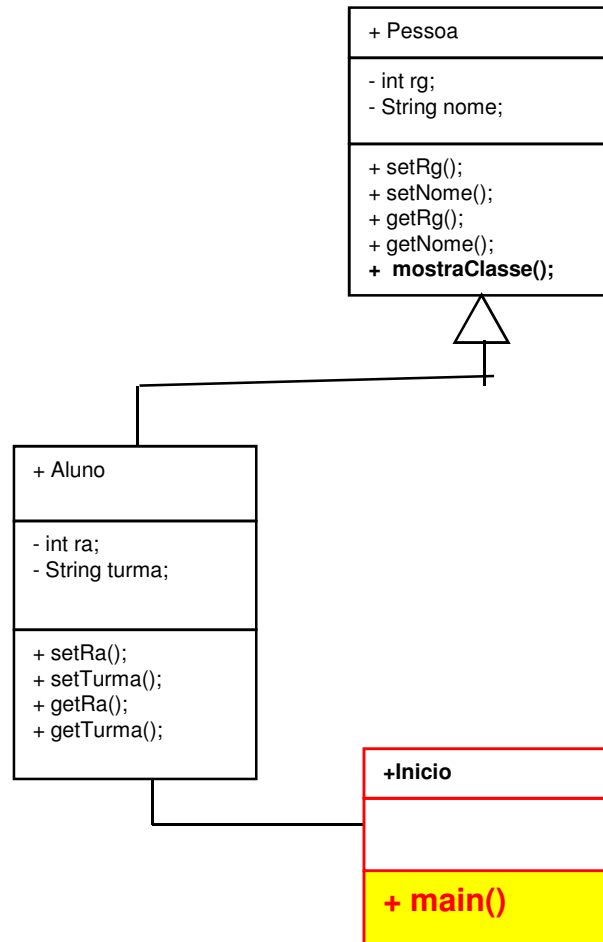 + Pessoa
- int rg;
- String nome;
+ setRg();
+ setNome();
+ getRg();
+ getNome();
+ mostraClasse();
+ Aluno
- int ra;
- String turma;
+ setRa();
+ setTurma();
+ getRa();
+ getTurma();
+Inicio
+ main()